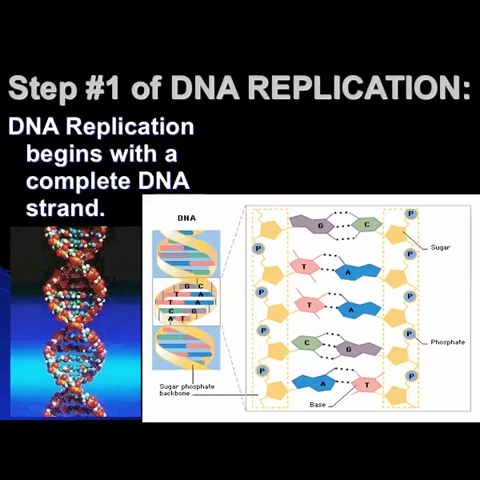 Step #1 of DNA REPLICATION:
DNA Replication
begins with a
complete DNA
strand.
DNA
G C
T A
T A
C G
A T
Sugar phosphate
backbone
G C
P
Sugar
P
T A
P
P
T A
P
P
Phosphate
C G
P
P
A T
P
Base